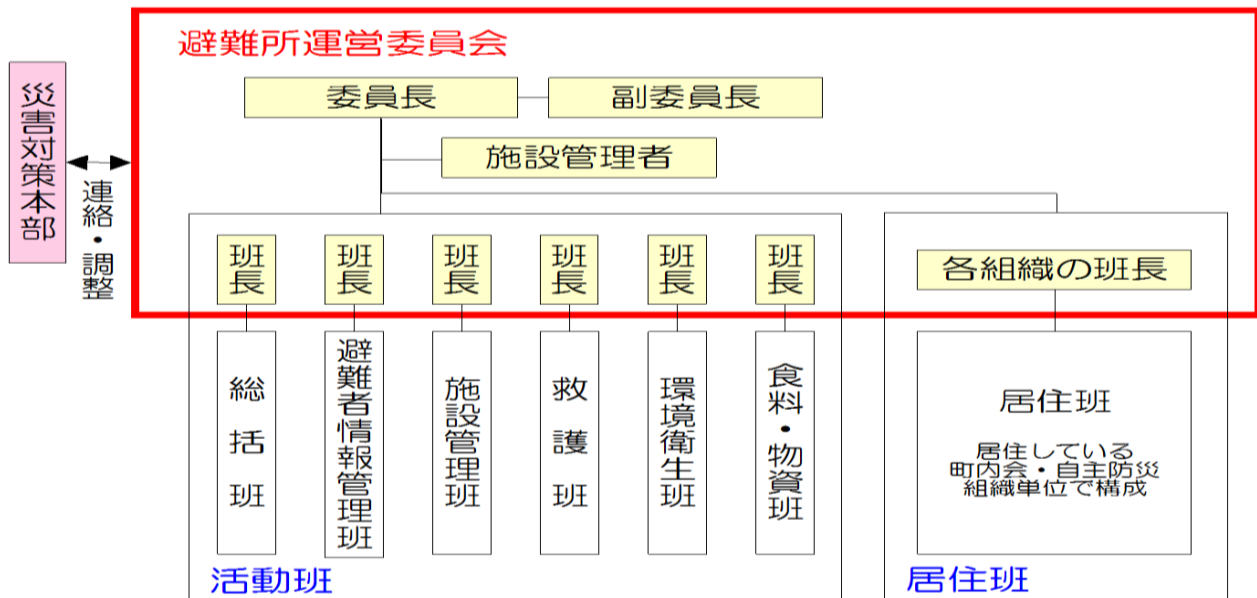 避難所運営委員会
災害対策本部
連絡・調整
委員長
副委員長
施設管理者
班長
班長
班長
班長
班長
班長
各組織の班長
総括班
避難者情報管理班
施設管理班
救護班
環境衛生班
食料・物資班
居住班
居住している
町内会・自主防災
組織単位で構成
活動班
居住班